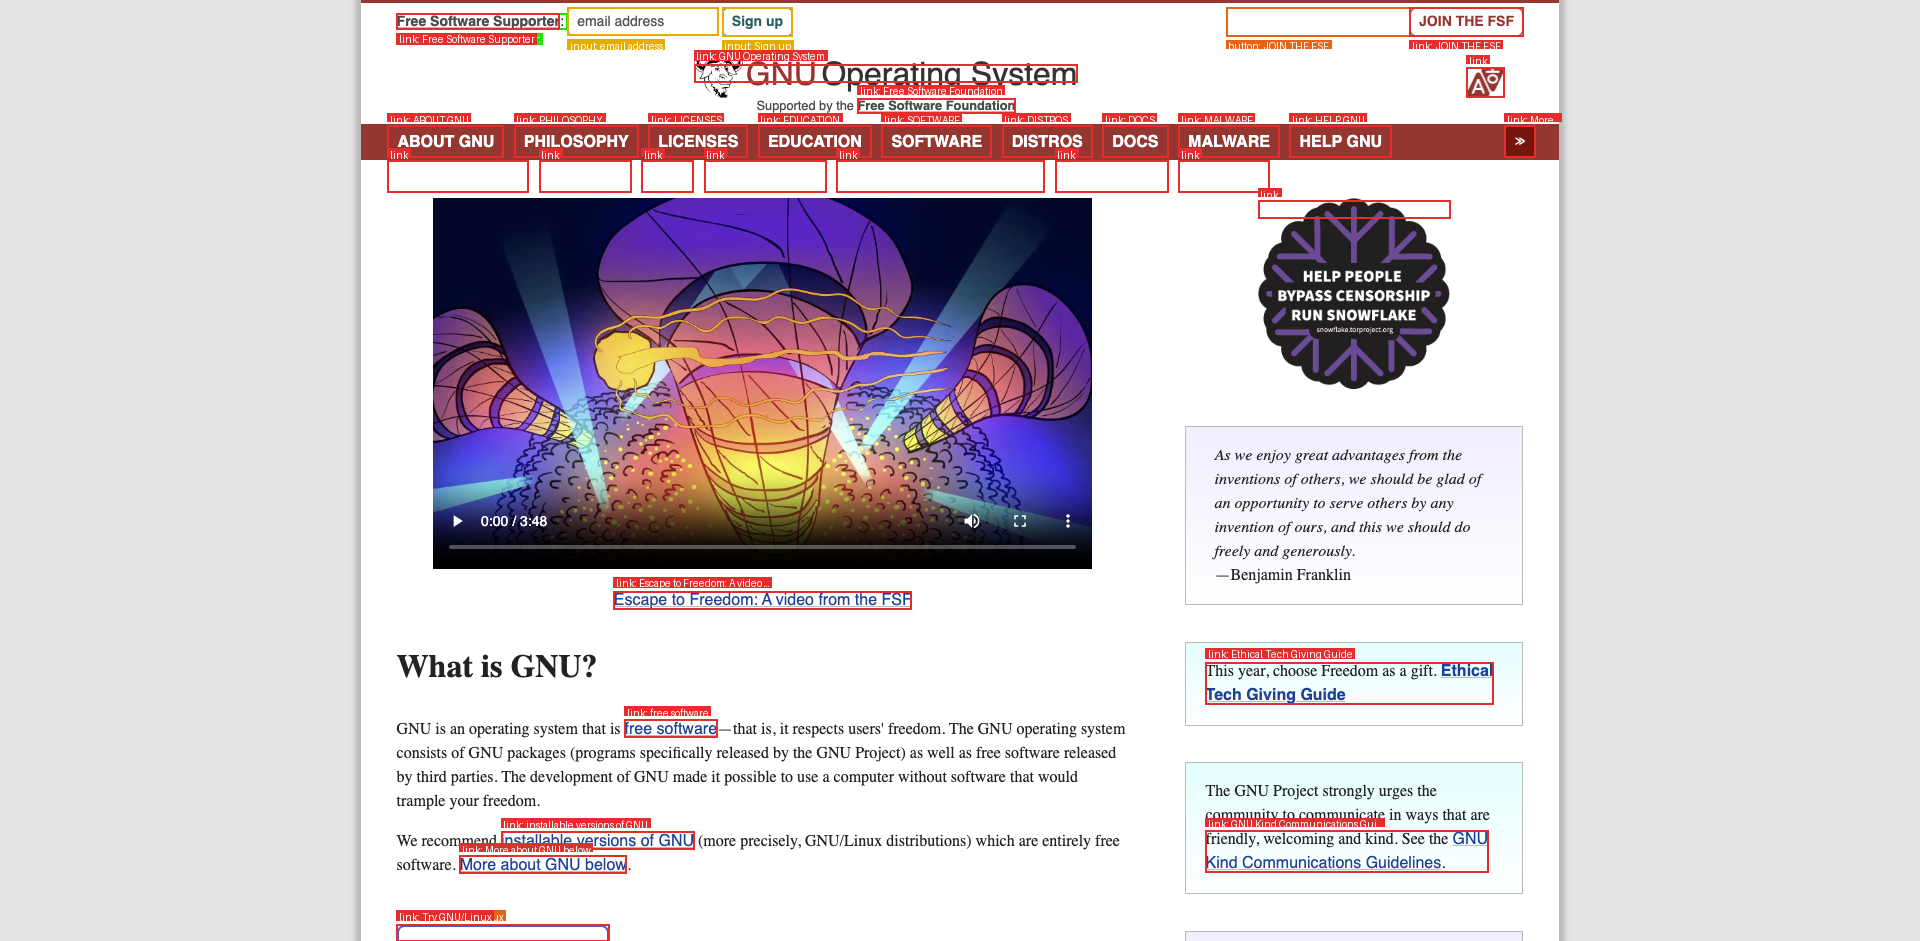 Free Software Supporter:
email address
Sign up
JOIN THE FSF
link: Free Software Supporter
input: email address
input: Sign up
button: JOIN THE FSF
link: JOIN THE FSF
link: GNU Operating System
link
GNU Operating System
link: Free Software Foundation
Supported by the Free Software Foundation
link: ABOUT GNU
link: PHILOSOPHY
link: LICENSES
link: EDUCATION
link: SOFTWARE
link: DISTROS
link: DOCS
link: MALWARE
link: HELP GNU
link: More...
ABOUT GNU
PHILOSOPHY
LICENSES
EDUCATION
SOFTWARE
DISTROS
DOCS
MALWARE
HELP GNU
≫
link
link
link
link
link
link
link
link
HELP PEOPLE
BYPASS CENSORSHIP
RUN SNOWFLAKE
snowflake.torproject.org
0:00 / 3:48
link: Escape to Freedom: A video...
Escape to Freedom: A video from the FSF
As we enjoy great advantages from the
inventions of others, we should be glad of
an opportunity to serve others by any
invention of ours, and this we should do
freely and generously.
—Benjamin Franklin
What is GNU?
link: free software
GNU is an operating system that is free software—that is, it respects users' freedom. The GNU operating system
consists of GNU packages (programs specifically released by the GNU Project) as well as free software released
by third parties. The development of GNU made it possible to use a computer without software that would
trample your freedom.
link: installable versions of GNU
We recommend installable versions of GNU (more precisely, GNU/Linux distributions) which are entirely free
link: More about GNU below
software. More about GNU below.
link: Try GNU/Linux
link: Ethical Tech Giving Guide
This year, choose Freedom as a gift. Ethical
Tech Giving Guide
The GNU Project strongly urges the
community to communicate in ways that are
link: GNU Kind Communications Gui...
friendly, welcoming and kind. See the GNU
Kind Communications Guidelines.